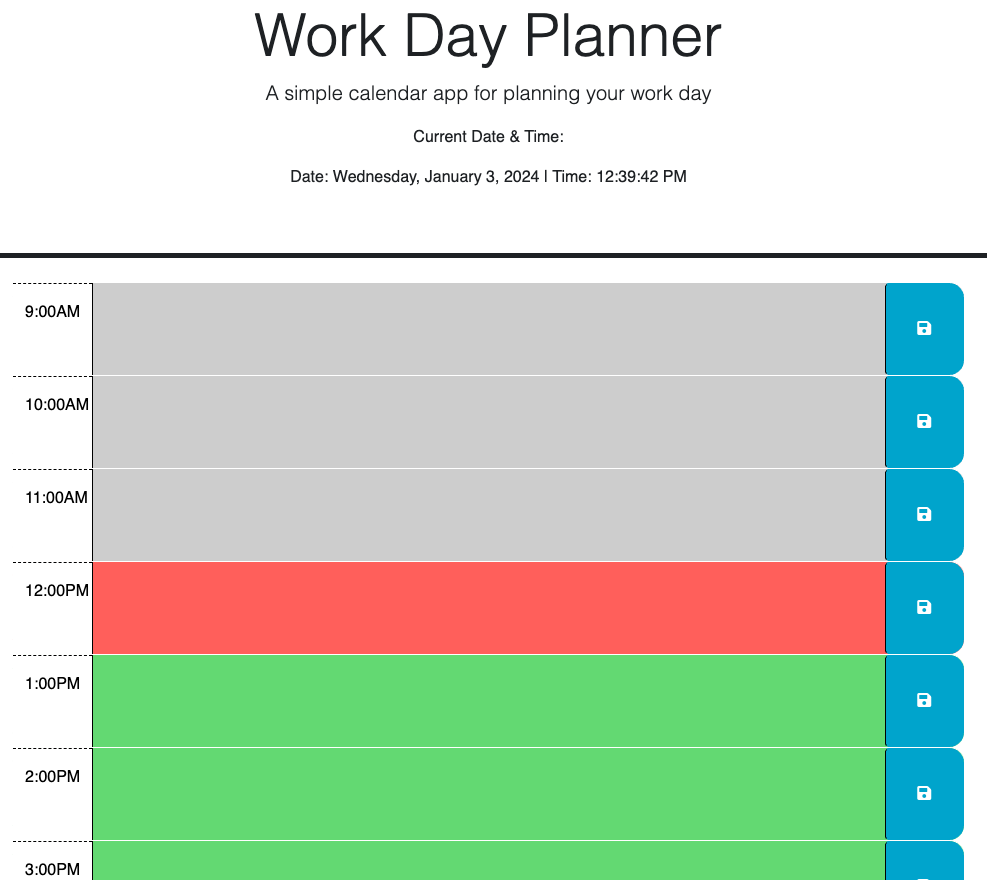 Work Day Planner
A simple calendar app for planning your work day
Current Date & Time:
Date: Wednesday, January 3, 2024 | Time: 12:39:42 PM
9:00AM
10:00AM
11:00AM
12:00PM
1:00PM
2:00PM
3:00PM